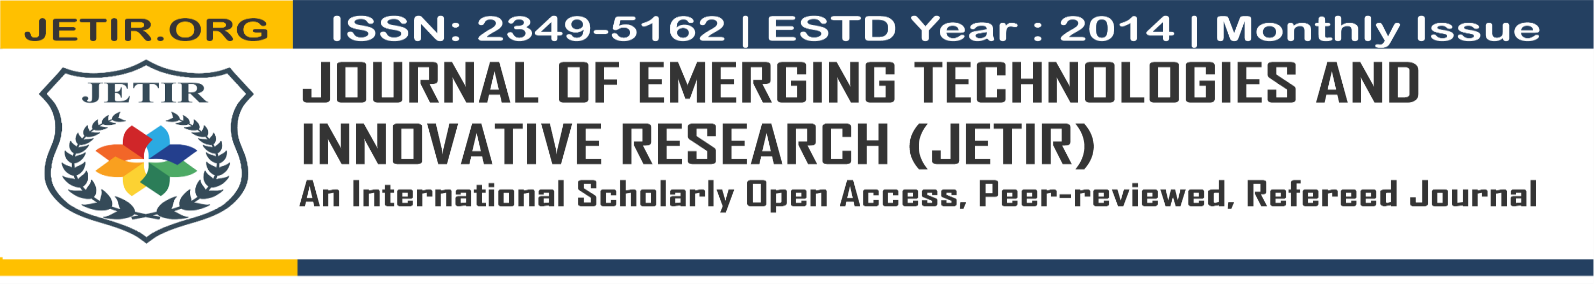 JETIR.ORG
ISSN: 2349-5162 | ESTD Year : 2014 | Monthly Issue
JETIR
JOURNAL OF EMERGING TECHNOLOGIES AND
INNOVATIVE RESEARCH (JETIR)
An International Scholarly Open Access, Peer-reviewed, Refereed Journal